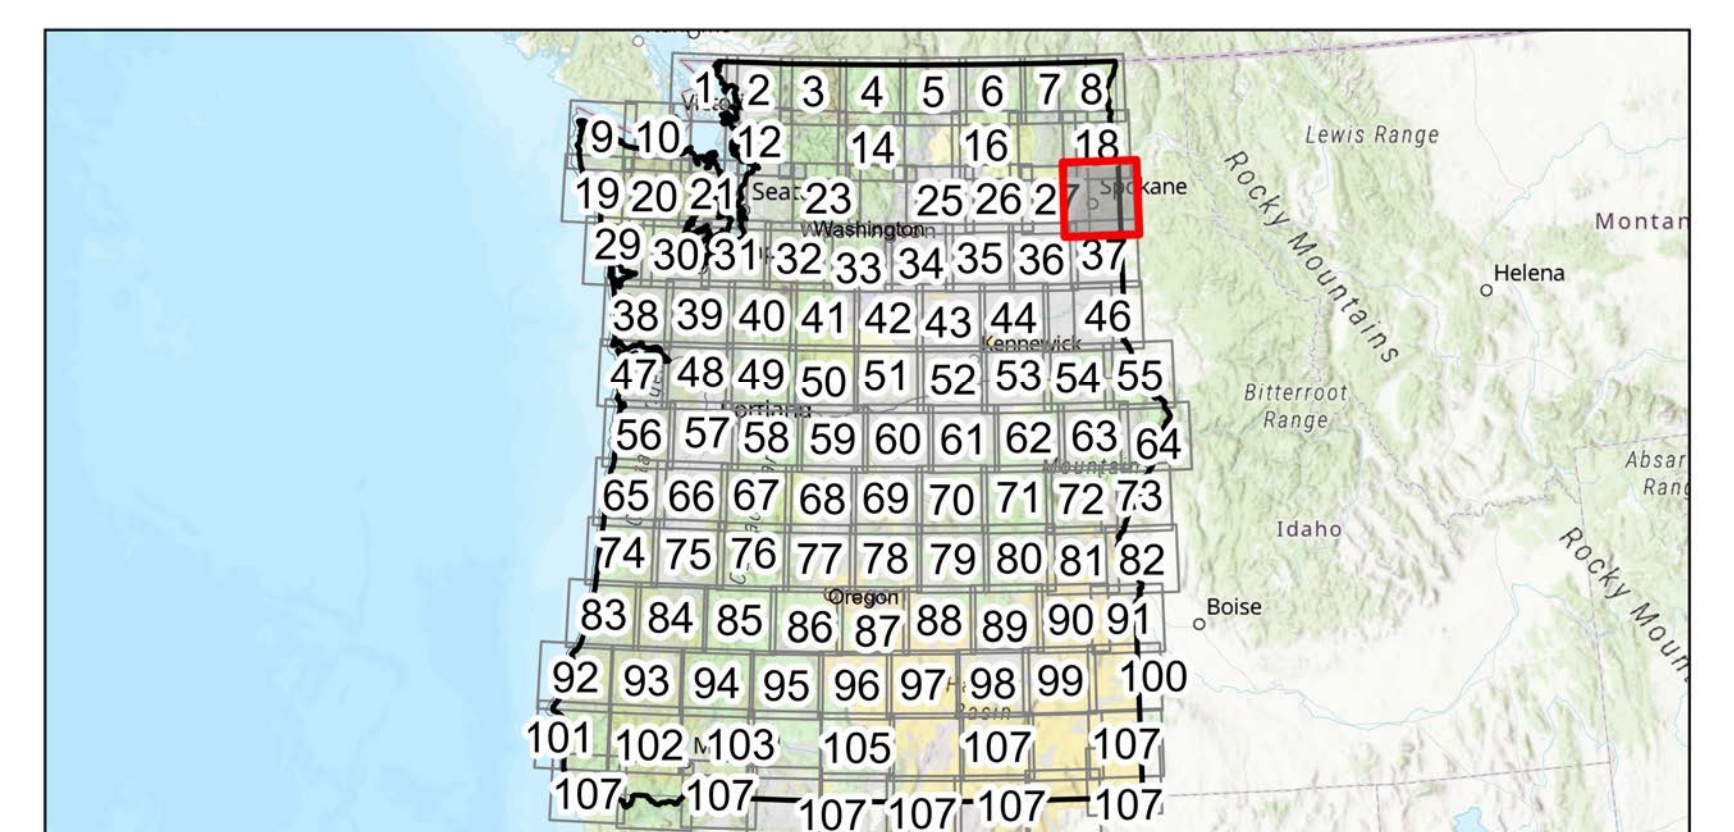 1 2 3 4 5 6 7 8
Lewis Range
9 10 12 14 16 18
19 20 21 Seat 23 25 26 27 Spokane
Rocky Mountains
Montan
Washington
29 30 31 32 33 34 35 36 37
Helena
38 39 40 41 42 43 44 46
Kennewick
47 48 49 50 51 52 53 54 55
Bitterroot
Range
Portland
56 57 58 59 60 61 62 63 64
Mountain
Absar
Rang
65 66 67 68 69 70 71 72 73
Idaho
74 75 76 77 78 79 80 81 82
Rocky Moun
Oregon
Boise
83 84 85 86 87 88 89 90 91
92 93 94 95 96 97 98 99 100
Basin
101 102 M 103 105 107 107
107 107 107 107 107 107